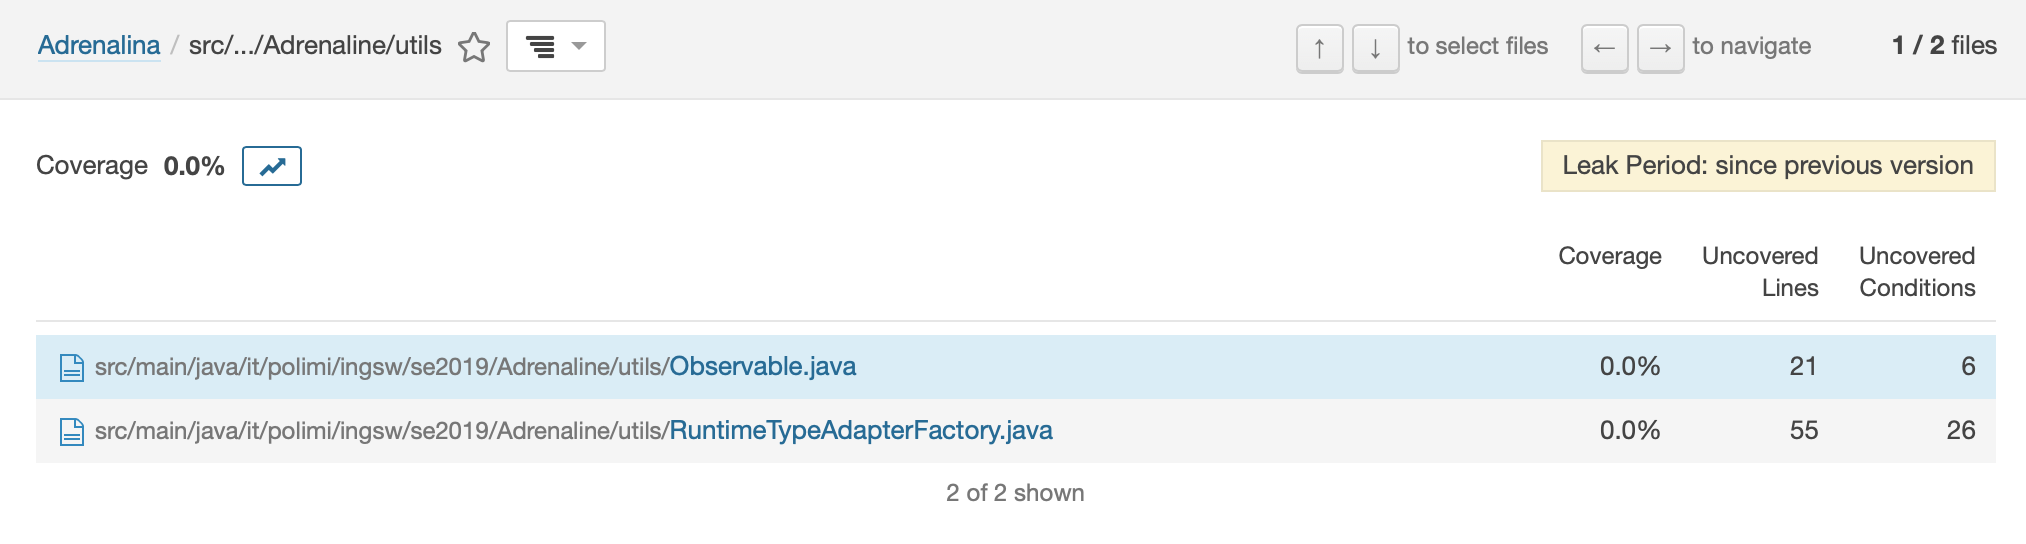 Adrenalina / src/.../Adrenaline/utils
↑ ↓ to select files ← → to navigate 1 / 2 files
Coverage 0.0%
Leak Period: since previous version
Coverage Uncovered Lines Uncovered Conditions
src/main/java/it/polimi/ingsw/se2019/Adrenaline/utils/Observable.java 0.0% 21 6
src/main/java/it/polimi/ingsw/se2019/Adrenaline/utils/RuntimeTypeAdapterFactory.java 0.0% 55 26
2 of 2 shown